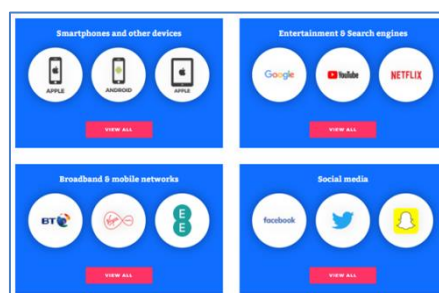 Smartphones and other devices
APPLE
ANDROID
APPLE
VIEW ALL
Entertainment & Search engines
Google
YouTube
NETFLIX
VIEW ALL
Broadband & mobile networks
BT
Virgin
EE
VIEW ALL
Social media
facebook
VIEW ALL